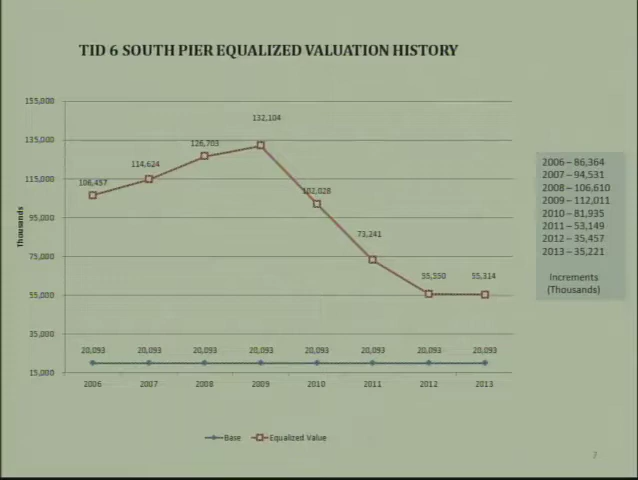 TID 6 SOUTH PIER EQUALIZED VALUATION HISTORY
155,000
135,000
115,000
95,000
75,000
55,000
35,000
15,000
Thousands
106,457
114,624
126,703
132,104
102,028
73,241
55,550
55,314
20,093 20,093 20,093 20,093 20,093 20,093 20,093 20,093
2006 2007 2008 2009 2010 2011 2012 2013
Base Equalized Value
2006 – 86,364
2007 – 94,531
2008 – 106,610
2009 – 112,011
2010 – 81,935
2011 – 53,149
2012 – 35,457
2013 – 35,221
Increments
(Thousands)
7